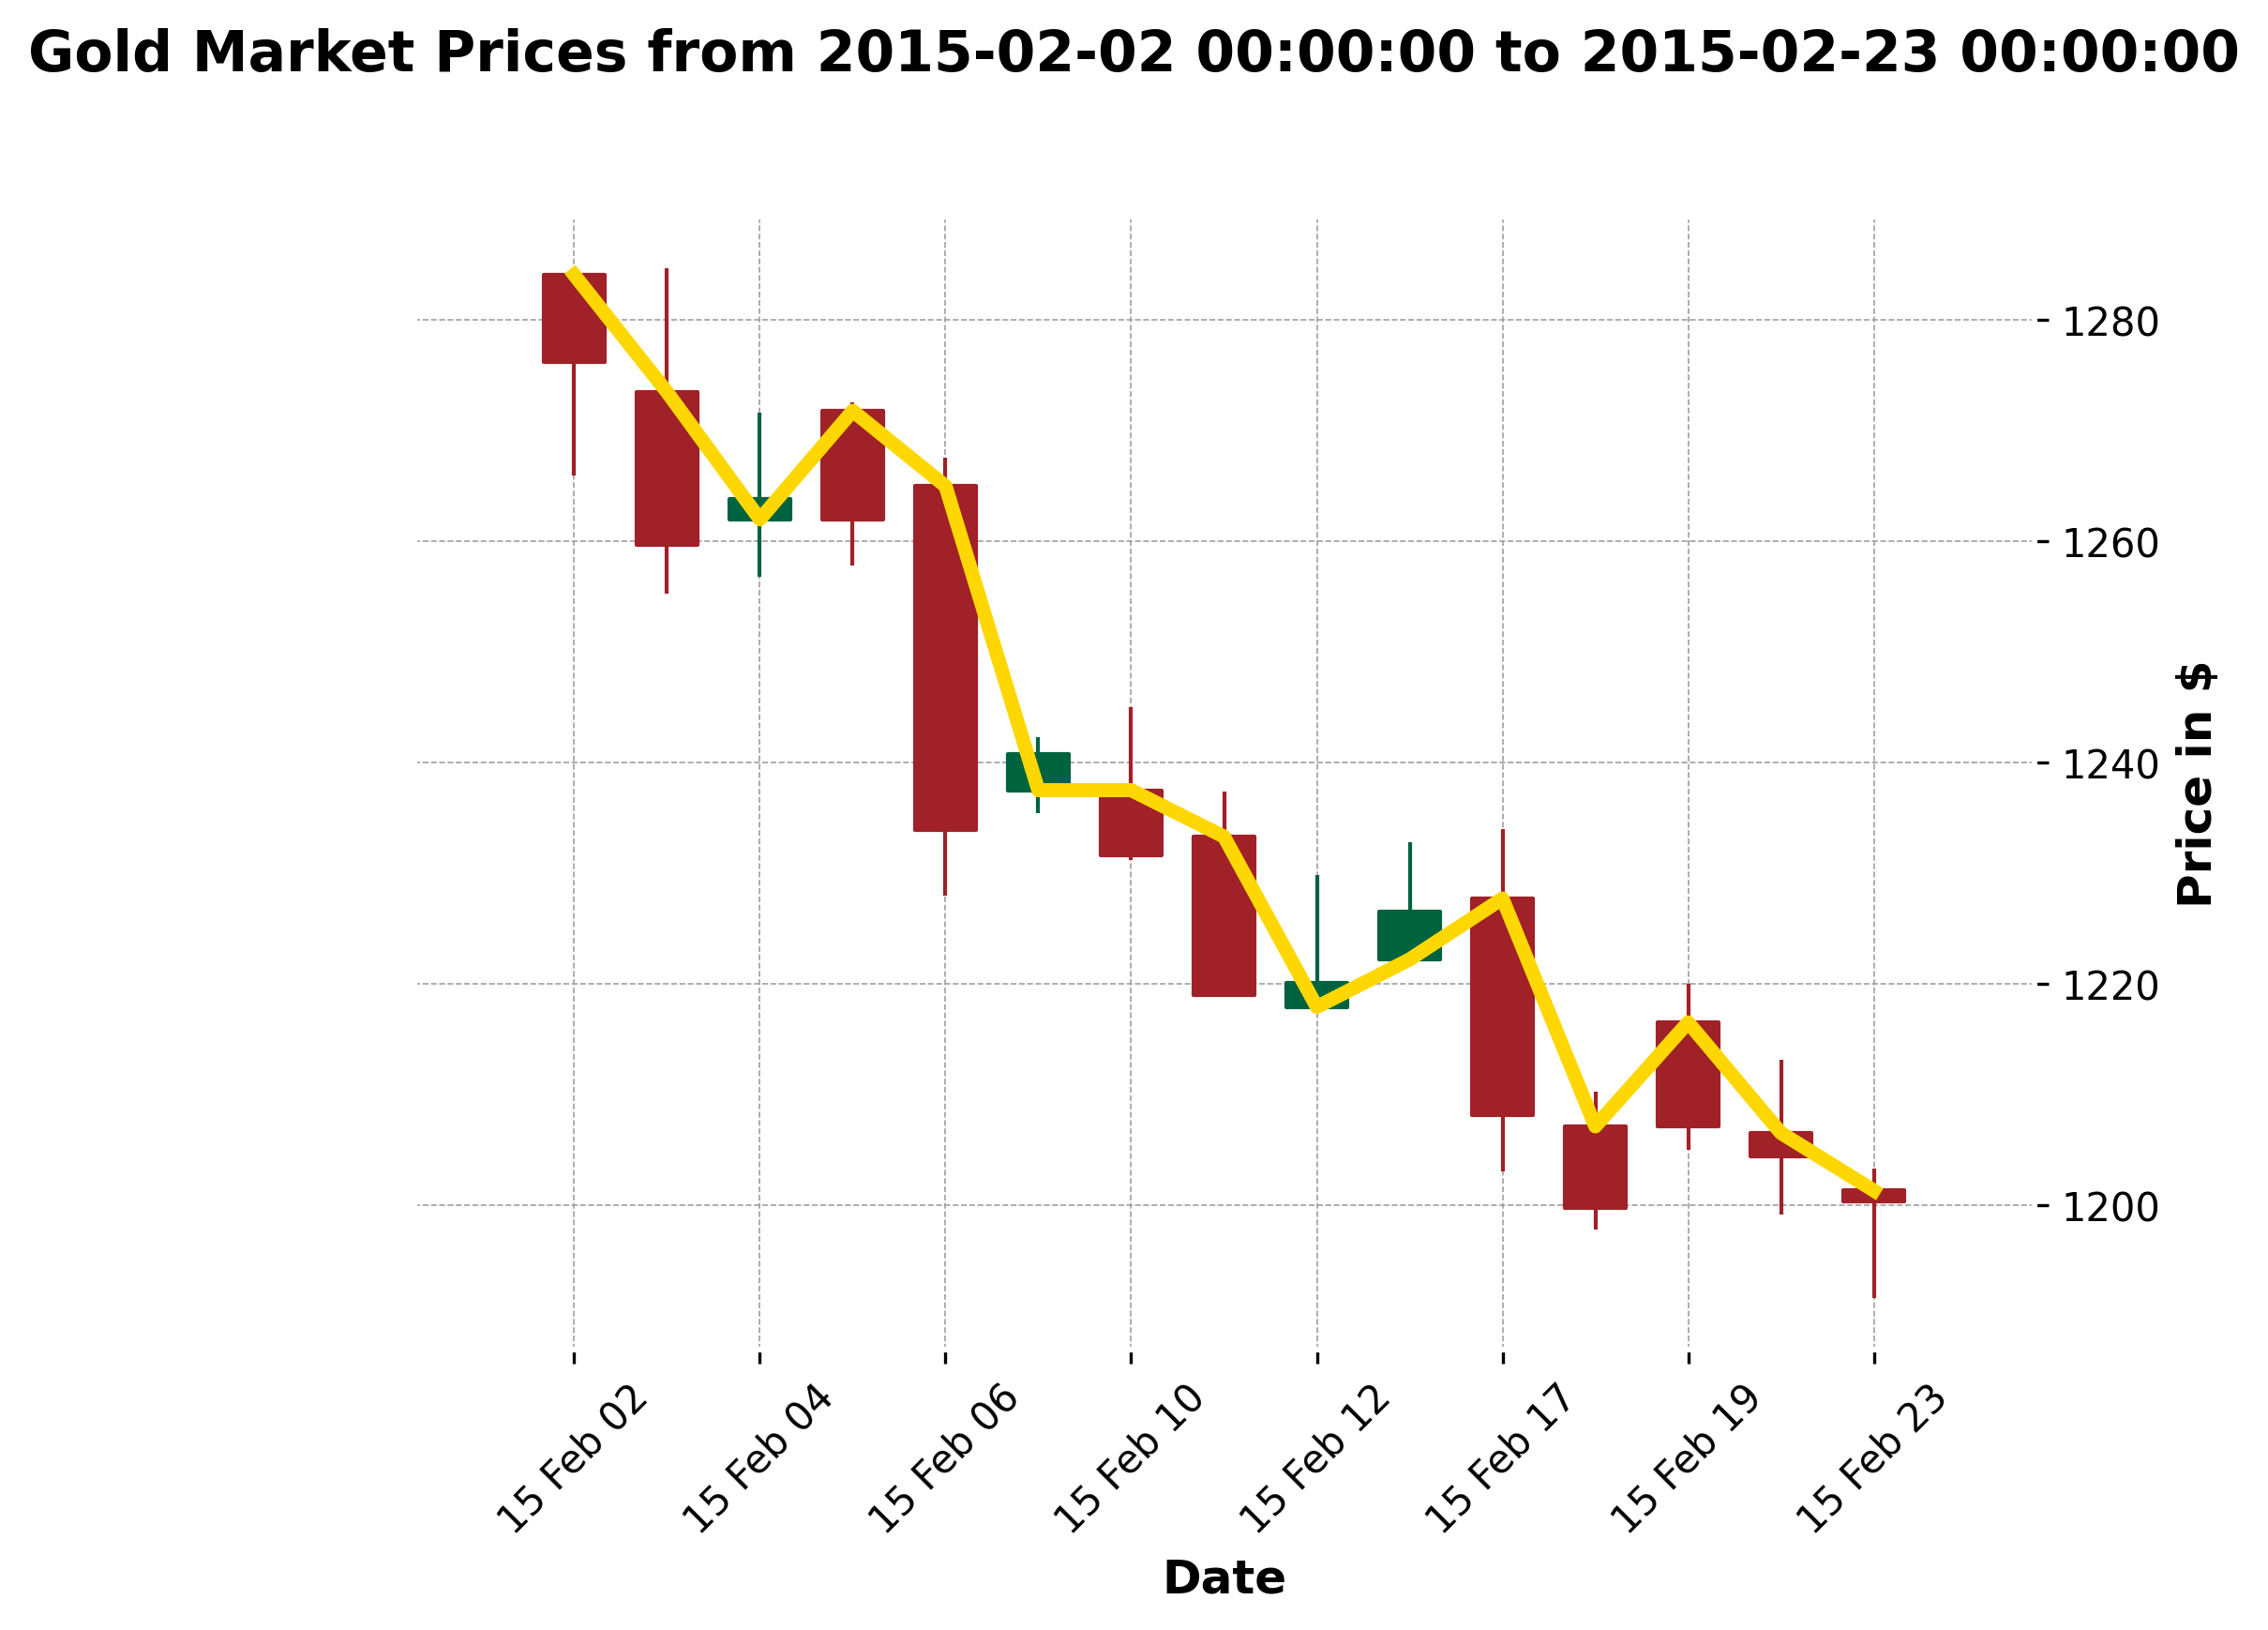 Gold Market Prices from 2015-02-02 00:00:00 to 2015-02-23 00:00:00
1280
1260
1240
1220
1200
Price in $
15 Feb 02
15 Feb 04
15 Feb 06
15 Feb 10
15 Feb 12
15 Feb 17
15 Feb 19
15 Feb 23
Date